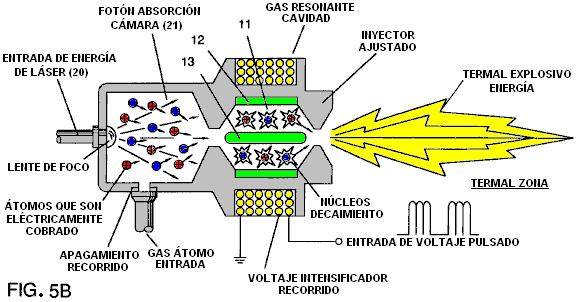 FOTÓN ABSORCIÓN
CÁMARA (21)
GAS RESONANTE
CAVIDAD
11
12
13
INYECTOR
AJUSTADO
ENTRADA DE ENERGÍA
DE LÁSER (20)
TERMAL EXPLOSIVO
ENERGÍA
LENTE DE FOCO
TERMAL ZONA
ÁTOMOS QUE SON
ELÉCTRICAMENTE
COBRADO
NÚCLEOS
DECAIMIENTO
APAGAMIENTO
RECORRIDO
GAS ÁTOMO
ENTRADA
ENTRADA DE VOLTAJE PULSADO
VOLTAJE INTENSIFICADOR
RECORRIDO
FIG. 5B